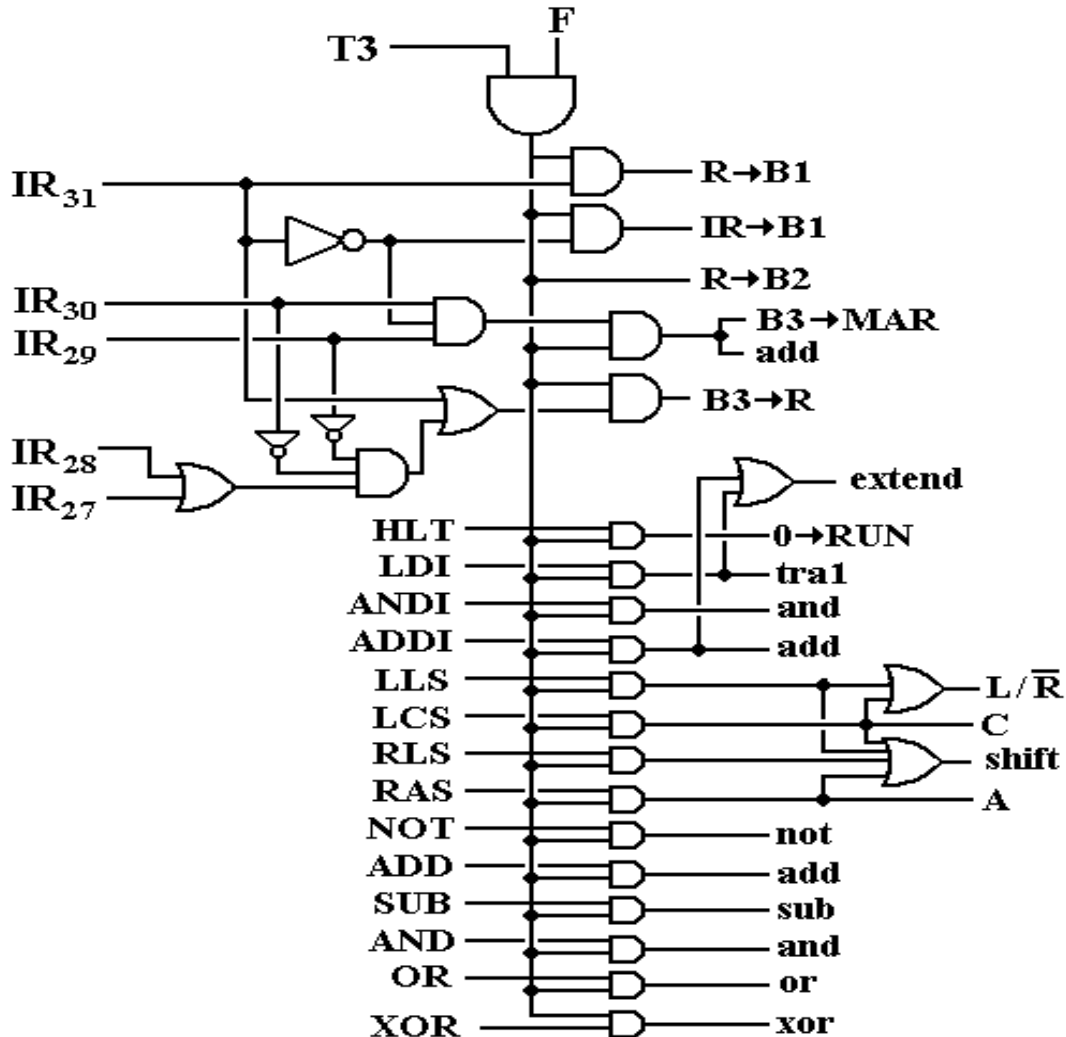 F
T3
IR31
R→B1
IR→B1
R→B2
IR30
B3→MAR
IR29
add
B3→R
IR28
IR27
extend
HLT
0→RUN
LDI
tra1
ANDI
and
ADDI
add
LLS
L/R̅
LCS
C
RLS
shift
RAS
A
NOT
not
ADD
add
SUB
sub
AND
and
OR
or
XOR
xor